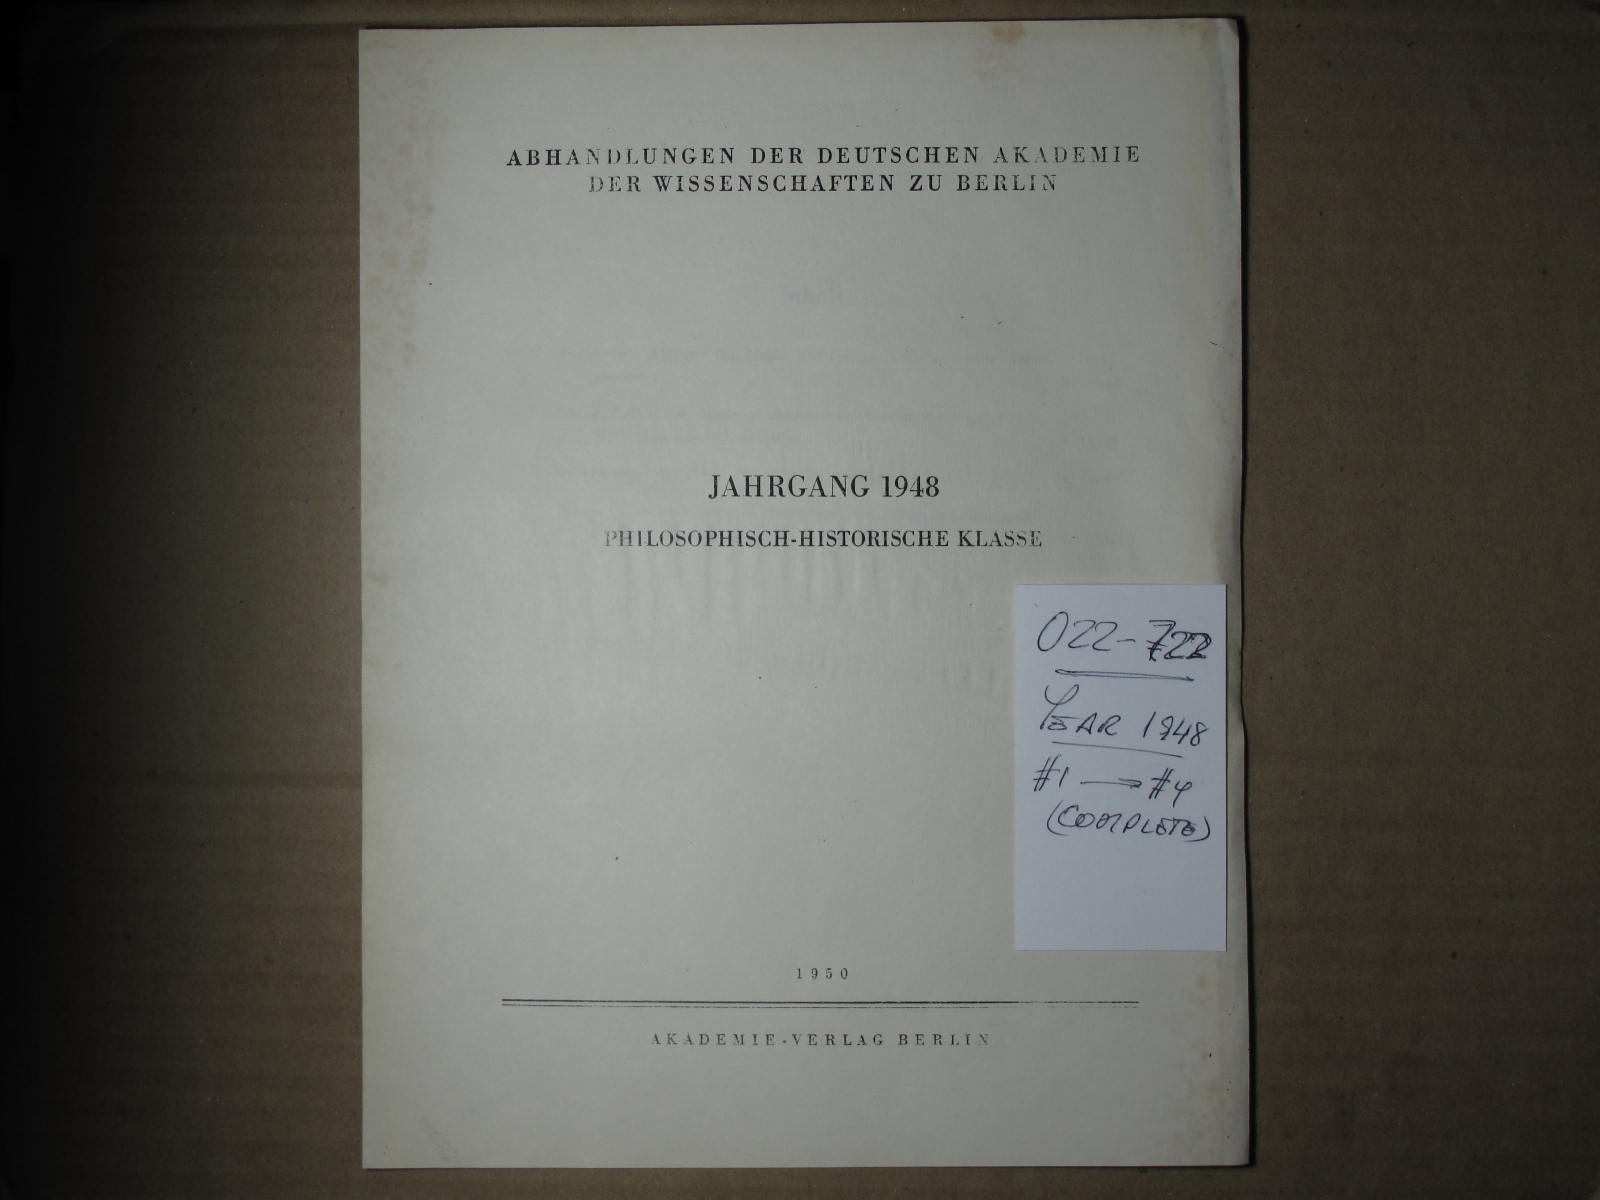 ABHANDLUNGEN DER DEUTSCHEN AKADEMIE
DER WISSENSCHAFTEN ZU BERLIN
JAHRGANG 1948
PHILOSOPHISCH-HISTORISCHE KLASSE
022-722
YEAR 1948
#1 → #4
(COMPLETE)
1950
AKADEMIE-VERLAG BERLIN